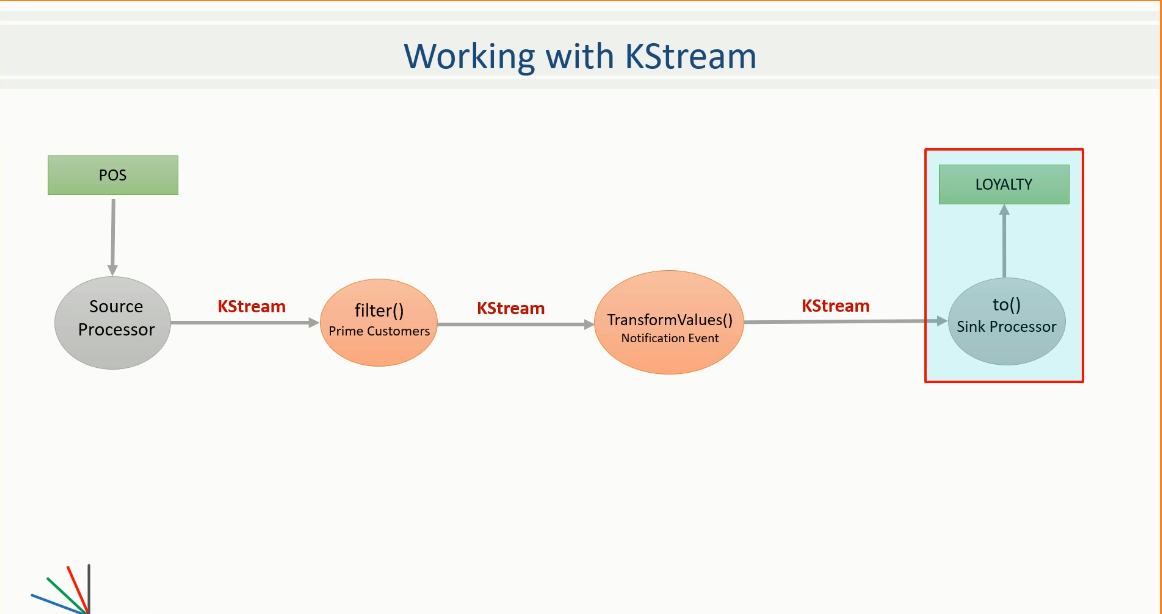 Working with KStream
POS
LOYALTY
Source
Processor
KStream
filter()
Prime Customers
KStream
TransformValues()
Notification Event
KStream
to()
Sink Processor